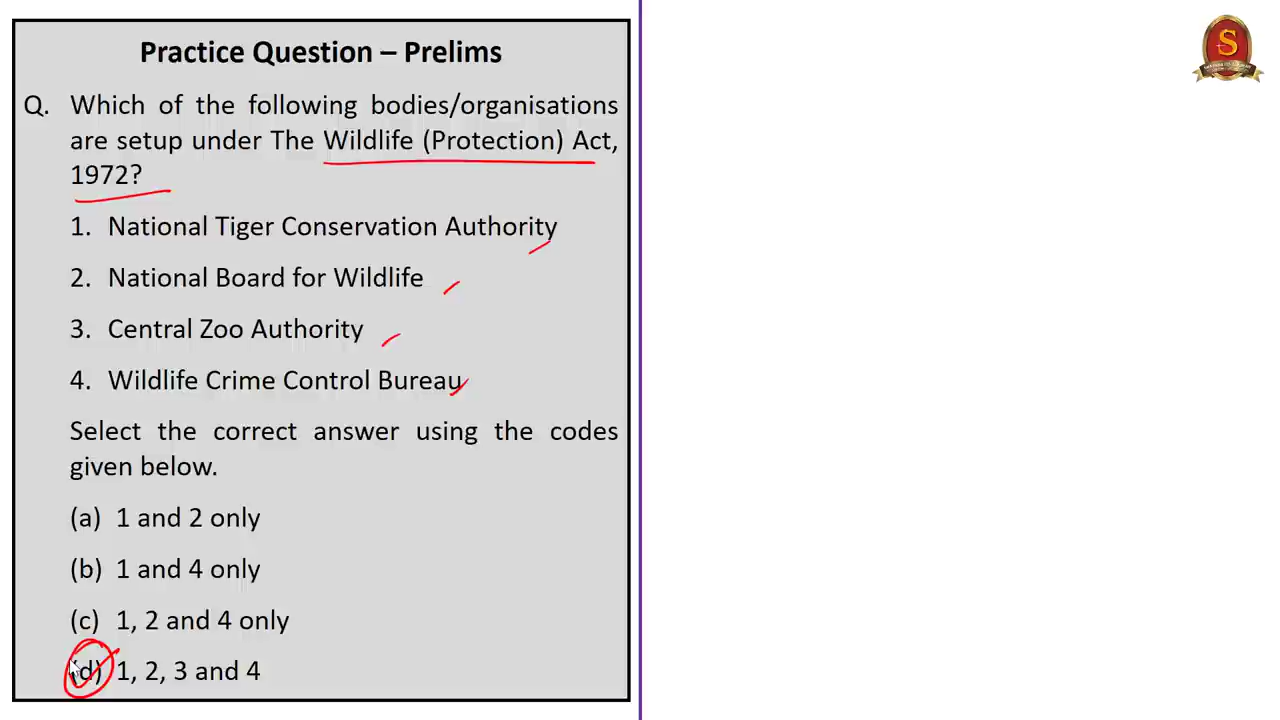 Practice Question – Prelims
Q. Which of the following bodies/organisations
are setup under The Wildlife (Protection) Act,
1972?
1. National Tiger Conservation Authority
2. National Board for Wildlife
3. Central Zoo Authority
4. Wildlife Crime Control Bureau
Select the correct answer using the codes
given below.
(a) 1 and 2 only
(b) 1 and 4 only
(c) 1, 2 and 4 only
(d) 1, 2, 3 and 4
S